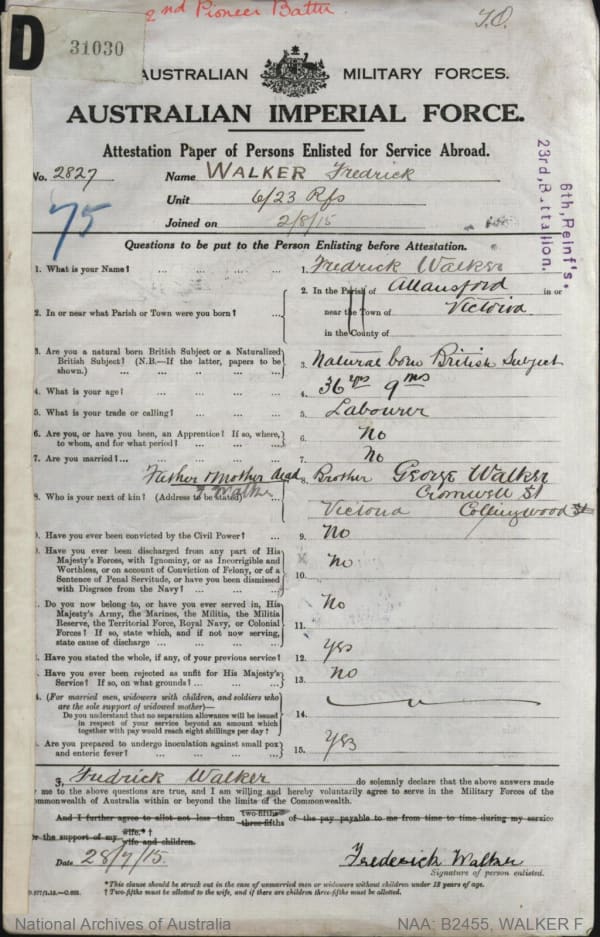 2nd Pioneer Battn.
D
31030
T.O.
AUSTRALIAN MILITARY FORCES.
AUSTRALIAN IMPERIAL FORCE.
Attestation Paper of Persons Enlisted for Service Abroad.
No. 2827 Name WALKER Fredrick
Unit 6/23 Rfs
75
Joined on 2/8/15
6th, Reinf's.
23rd, Battalion.
Questions to be put to the Person Enlisting before Attestation.
1. What is your Name? ... ... ... ... 1. Fredrick Walker
2. In or near what Parish or Town were you born? ... 2. In the Parish of Allansford in or
near the Town of Victoria
in the County of
3. Are you a natural born British Subject or a Naturalized
British Subject? (N.B.—If the latter, papers to be
shown.) ... ... ... ... 3. Natural born British Subject
4. What is your age? ... ... ... 4. 36 yrs 9 mos
5. What is your trade or calling? ... ... ... 5. Labourer
6. Are you, or have you been, an Apprentice? If so, where,
to whom, and for what period? ... ... 6. No
7. Are you married? ... ... ... ... 7. No
Father & Mother dead
8. Who is your next of kin? (Address to be stated) 8. Brother George Walker
Walker
Cromwell St
Victoria Collingwood St
9. Have you ever been convicted by the Civil Power? ... 9. No
. Have you ever been discharged from any part of His
Majesty's Forces, with Ignominy, or as Incorrigible and
Worthless, or on account of Conviction of Felony, or of a
Sentence of Penal Servitude, or have you been dismissed
with Disgrace from the Navy? ... ... ... 10. No
. Do you now belong to, or have you ever served in, His
Majesty's Army, the Marines, the Militia, the Militia
Reserve, the Territorial Force, Royal Navy, or Colonial
Forces? If so, state which, and if not now serving,
state cause of discharge ... ... ... 11. No
2. Have you stated the whole, if any, of your previous service? 12. Yes
. Have you ever been rejected as unfit for His Majesty's
Service? If so, on what grounds? ... ... ... 13. No
4. (For married men, widowers with children, and soldiers who
are the sole support of widowed mother)—
Do you understand that no separation allowance will be issued
in respect of your service beyond an amount which
together with pay would reach eight shillings per day? 14.
. Are you prepared to undergo inoculation against small pox
and enteric fever? ... ... ... 15. Yes
I, Fredrick Walker do solemnly declare that the above answers made
me to the above questions are true, and I am willing and hereby voluntarily agree to serve in the Military Forces of the
mmonwealth of Australia within or beyond the limits of the Commonwealth.
And I further agree to allot not less than two-fifths three-fifths of the pay payable to me from time to time during my service
r the support of my wife.*† wife and children.
Date 28/7/15. Frederick Walker
Signature of person enlisted.
*This clause should be struck out in the case of unmarried men or widowers without children under 18 years of age.
† Two-fifths must be allotted to the wife, and if there are children three-fifths must be allotted.
National Archives of Australia NAA: B2455, WALKER F